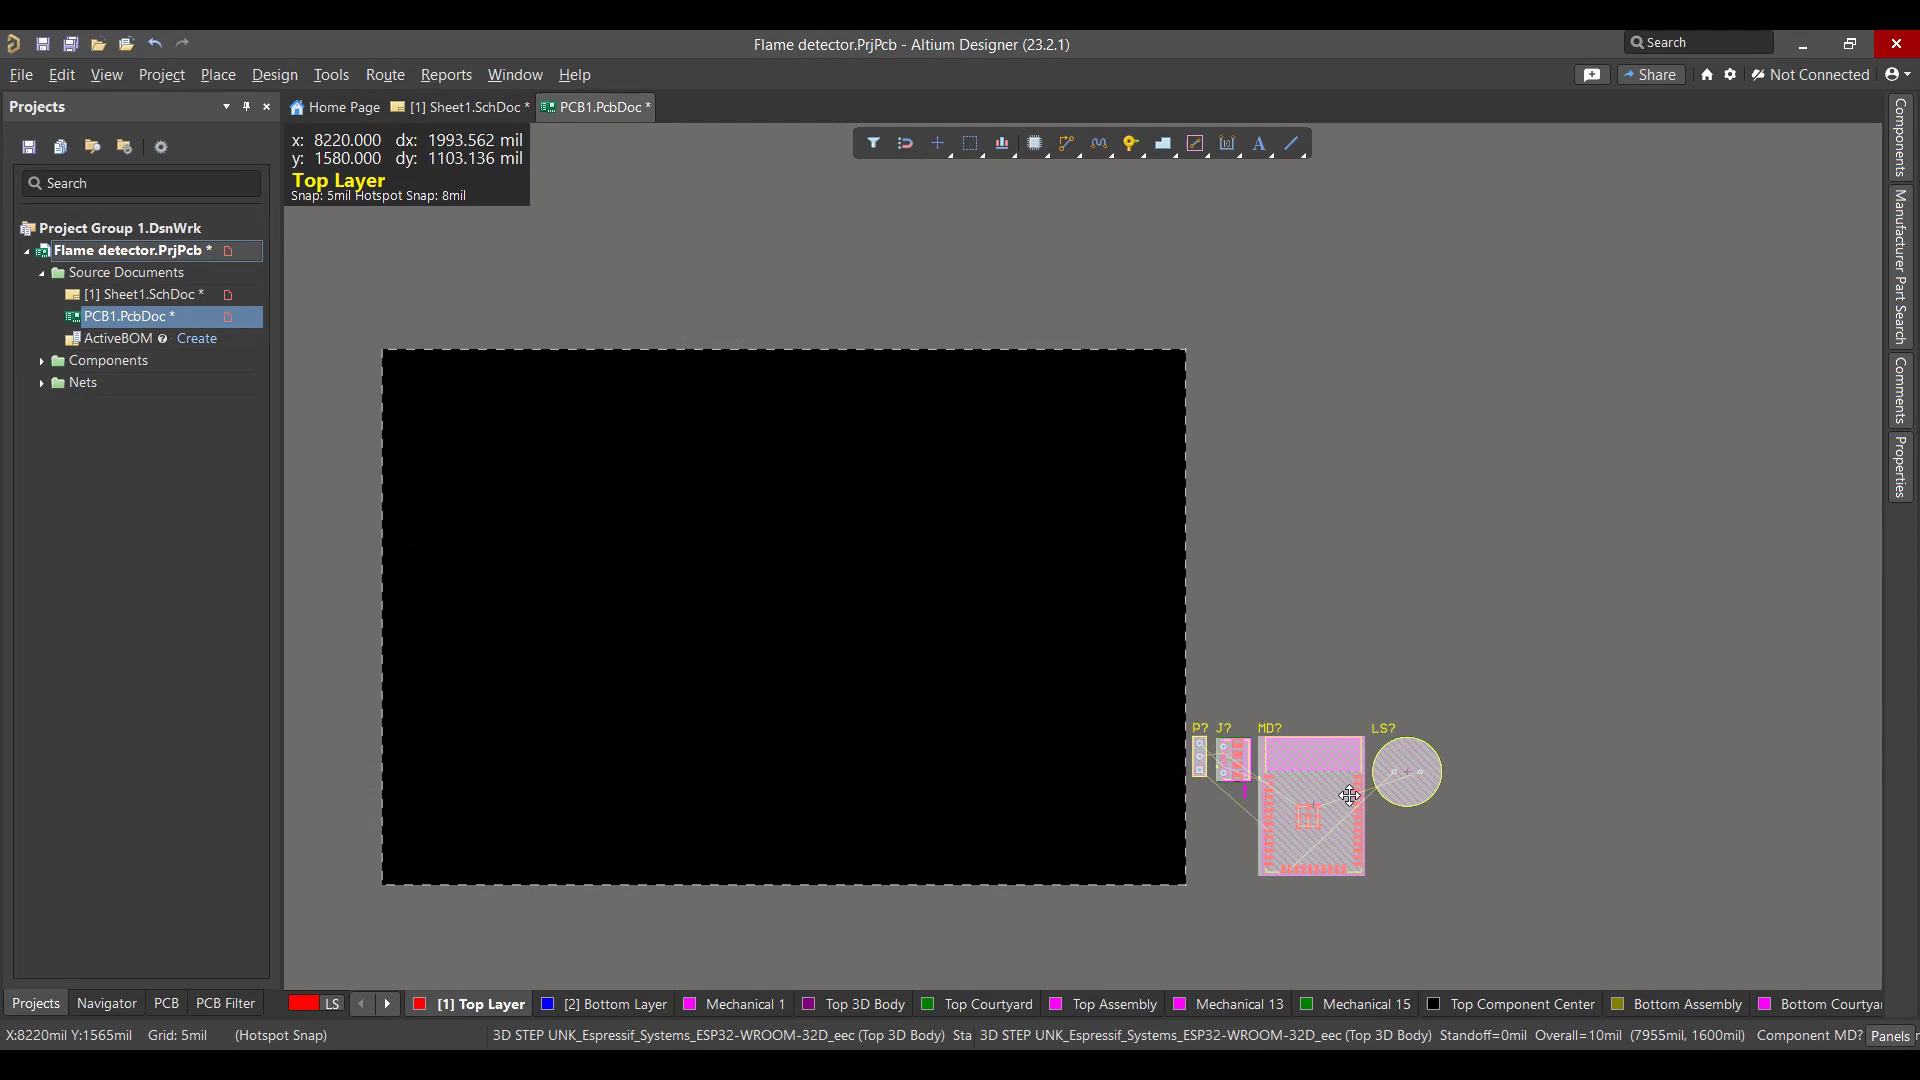 Flame detector.PrjPcb - Altium Designer (23.2.1)
Search
File Edit View Project Place Design Tools Route Reports Window Help
Share
Not Connected
Projects
Home Page
[1] Sheet1.SchDoc *
PCB1.PcbDoc *
x: 8220.000 dx: 1993.562 mil
y: 1580.000 dy: 1103.136 mil
Top Layer
Snap: 5mil Hotspot Snap: 8mil
Search
Project Group 1.DsnWrk
Flame detector.PrjPcb *
Source Documents
[1] Sheet1.SchDoc *
PCB1.PcbDoc *
ActiveBOM Create
Components
Nets
P? J? MD? LS?
Components
Manufacturer Part Search
Comments
Properties
Projects Navigator PCB PCB Filter
LS [1] Top Layer [2] Bottom Layer Mechanical 1 Top 3D Body Top Courtyard Top Assembly Mechanical 13 Mechanical 15 Top Component Center Bottom Assembly Bottom Courtya
X:8220mil Y:1565mil Grid: 5mil (Hotspot Snap) 3D STEP UNK_Espressif_Systems_ESP32-WROOM-32D_eec (Top 3D Body) Sta 3D STEP UNK_Espressif_Systems_ESP32-WROOM-32D_eec (Top 3D Body) Standoff=0mil Overall=10mil (7955mil, 1600mil) Component MD? Panels